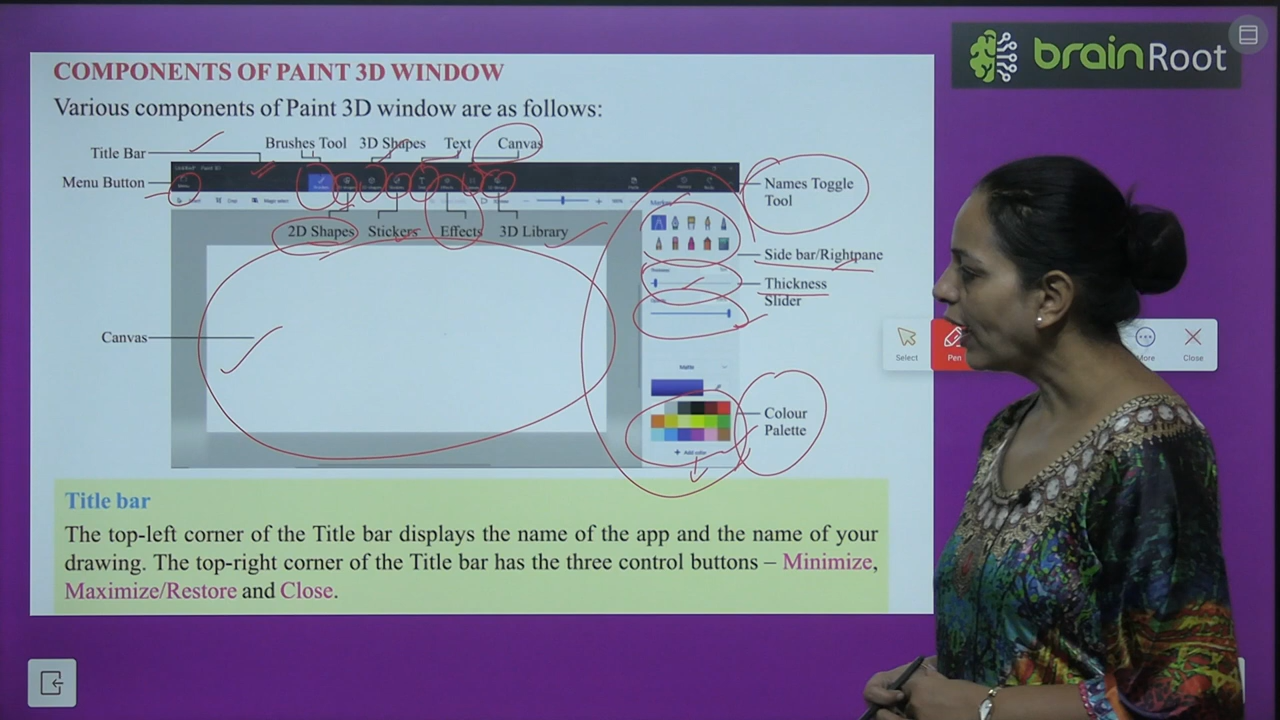 brainRoot
COMPONENTS OF PAINT 3D WINDOW
Various components of Paint 3D window are as follows:
Brushes Tool 3D Shapes Text Canvas
Title Bar
Menu Button
Names Toggle
Tool
2D Shapes Stickers Effects 3D Library
Side bar/Rightpane
Thickness
Slider
Canvas
Matte
Colour
Palette
Add color
Select Pen More Close
Title bar
The top-left corner of the Title bar displays the name of the app and the name of your
drawing. The top-right corner of the Title bar has the three control buttons – Minimize,
Maximize/Restore and Close.